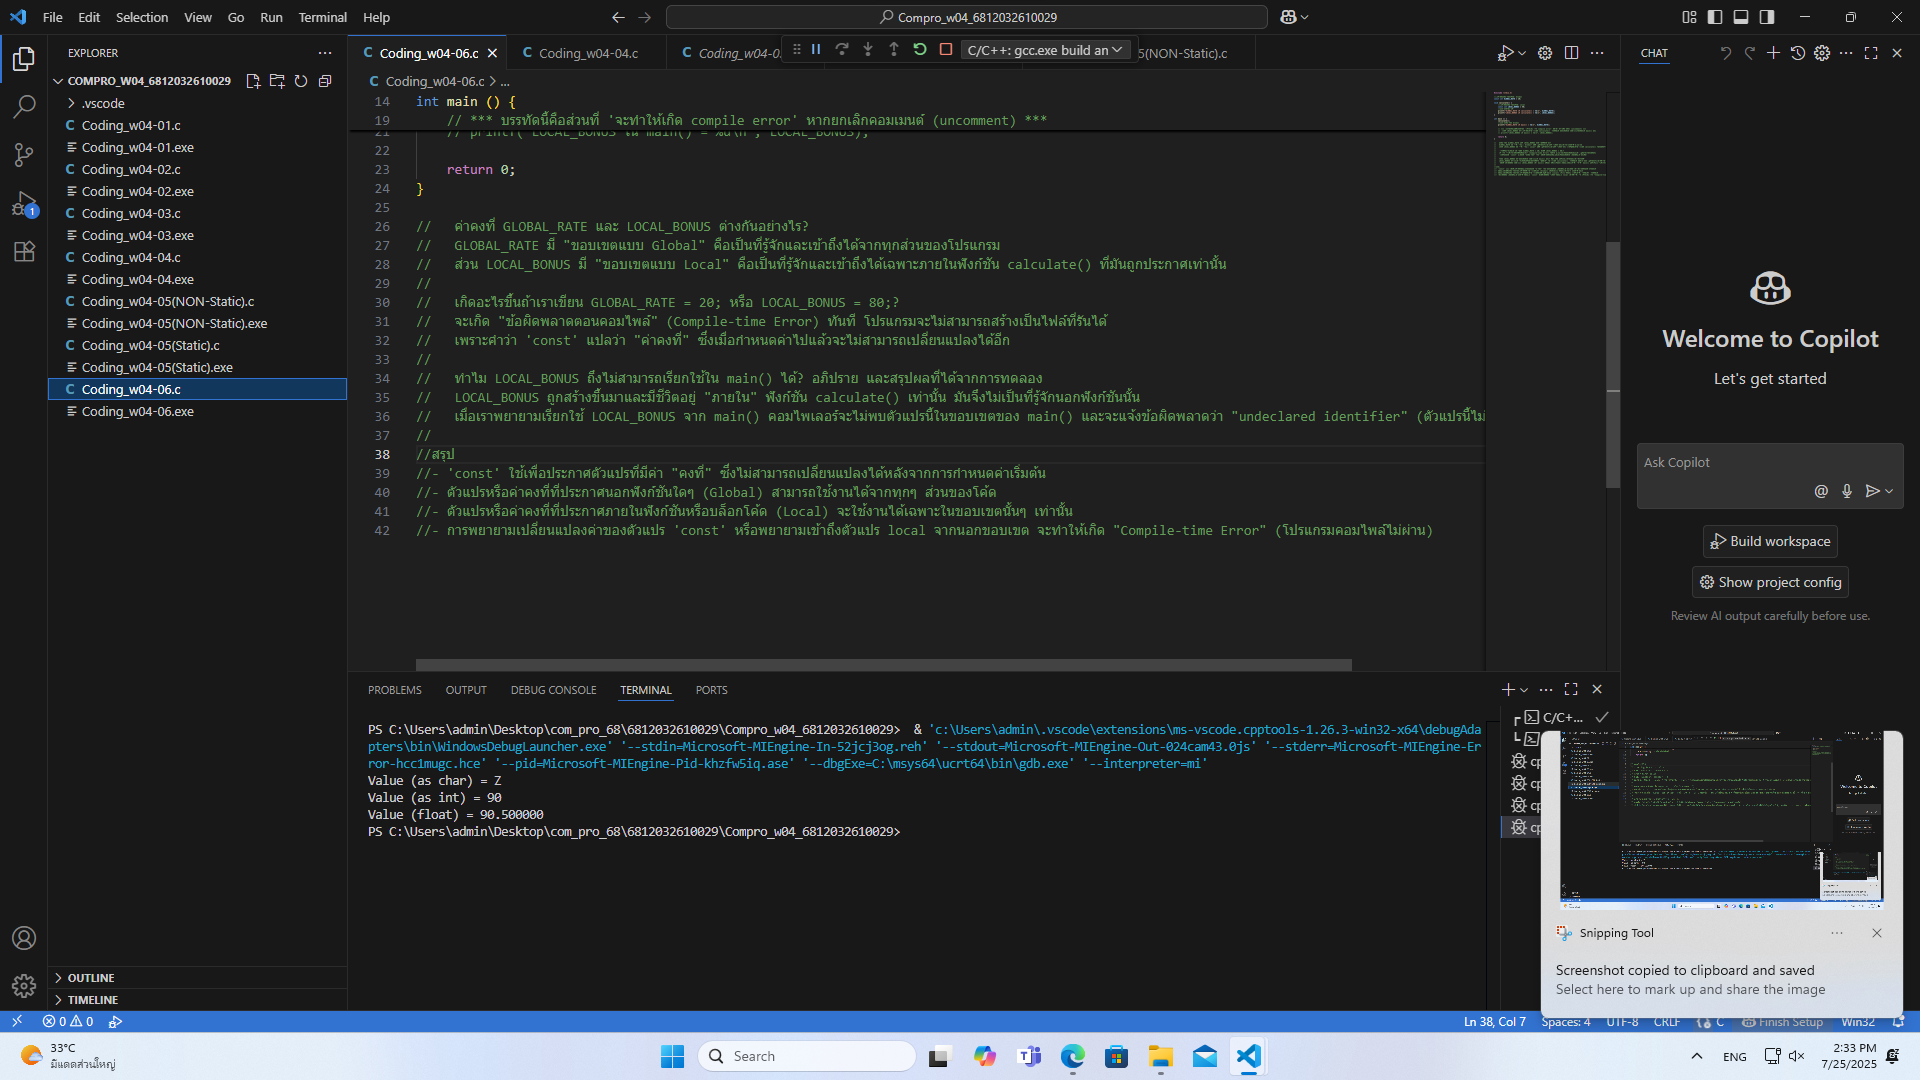 File Edit Selection View Go Run Terminal Help
Compro_w04_6812032610029
EXPLORER
COMPRO_W04_6812032610029
.vscode
Coding_w04-01.c
Coding_w04-01.exe
Coding_w04-02.c
Coding_w04-02.exe
Coding_w04-03.c
Coding_w04-03.exe
Coding_w04-04.c
Coding_w04-04.exe
Coding_w04-05(NON-Static).c
Coding_w04-05(NON-Static).exe
Coding_w04-05(Static).c
Coding_w04-05(Static).exe
Coding_w04-06.c
Coding_w04-06.exe
OUTLINE
TIMELINE
Coding_w04-06.c Coding_w04-04.c Coding_w04-0 C/C++: gcc.exe build an 5(NON-Static).c
Coding_w04-06.c > ...
14 int main () {
19 // *** บรรทัดนี้คือส่วนที่ 'จะทำให้เกิด compile error' หากยกเลิกคอมเมนต์ (uncomment) ***
21 // printf("LOCAL_BONUS ใน main() = %d\n", LOCAL_BONUS);
22
23 return 0;
24 }
25
26 // ค่าคงที่ GLOBAL_RATE และ LOCAL_BONUS ต่างกันอย่างไร?
27 // GLOBAL_RATE มี "ขอบเขตแบบ Global" คือเป็นที่รู้จักและเข้าถึงได้จากทุกส่วนของโปรแกรม
28 // ส่วน LOCAL_BONUS มี "ขอบเขตแบบ Local" คือเป็นที่รู้จักและเข้าถึงได้เฉพาะภายในฟังก์ชัน calculate() ที่มันถูกประกาศเท่านั้น
29 //
30 // เกิดอะไรขึ้นถ้าเราเขียน GLOBAL_RATE = 20; หรือ LOCAL_BONUS = 80;?
31 // จะเกิด "ข้อผิดพลาดตอนคอมไพล์" (Compile-time Error) ทันที โปรแกรมจะไม่สามารถสร้างเป็นไฟล์ที่รันได้
32 // เพราะคำว่า 'const' แปลว่า "ค่าคงที่" ซึ่งเมื่อกำหนดค่าไปแล้วจะไม่สามารถเปลี่ยนแปลงได้อีก
33 //
34 // ทำไม LOCAL_BONUS ถึงไม่สามารถเรียกใช้ใน main() ได้? อภิปราย และสรุปผลที่ได้จากการทดลอง
35 // LOCAL_BONUS ถูกสร้างขึ้นมาและมีชีวิตอยู่ "ภายใน" ฟังก์ชัน calculate() เท่านั้น มันจึงไม่เป็นที่รู้จักนอกฟังก์ชันนั้น
36 // เมื่อเราพยายามเรียกใช้ LOCAL_BONUS จาก main() คอมไพเลอร์จะไม่พบตัวแปรนี้ในขอบเขตของ main() และจะแจ้งข้อผิดพลาดว่า "undeclared identifier" (ตัวแปรนี้ไม่
37 //
38 //สรุป
39 //- 'const' ใช้เพื่อประกาศตัวแปรที่มีค่า "คงที่" ซึ่งไม่สามารถเปลี่ยนแปลงได้หลังจากการกำหนดค่าเริ่มต้น
40 //- ตัวแปรหรือค่าคงที่ที่ประกาศนอกฟังก์ชันใดๆ (Global) สามารถใช้งานได้จากทุกๆ ส่วนของโค้ด
41 //- ตัวแปรหรือค่าคงที่ที่ประกาศภายในฟังก์ชันหรือบล็อกโค้ด (Local) จะใช้งานได้เฉพาะในขอบเขตนั้นๆ เท่านั้น
42 //- การพยายามเปลี่ยนแปลงค่าของตัวแปร 'const' หรือพยายามเข้าถึงตัวแปร local จากนอกขอบเขต จะทำให้เกิด "Compile-time Error" (โปรแกรมคอมไพล์ไม่ผ่าน)
PROBLEMS OUTPUT DEBUG CONSOLE TERMINAL PORTS
PS C:\Users\admin\Desktop\com_pro_68\6812032610029\Compro_w04_6812032610029> & 'c:\Users\admin\.vscode\extensions\ms-vscode.cpptools-1.26.3-win32-x64\debugAda
pters\bin\WindowsDebugLauncher.exe' '--stdin=Microsoft-MIEngine-In-52jcj3og.reh' '--stdout=Microsoft-MIEngine-Out-024cam43.0js' '--stderr=Microsoft-MIEngine-Er
ror-hcc1mugc.hce' '--pid=Microsoft-MIEngine-Pid-khzfw5iq.ase' '--dbgExe=C:\msys64\ucrt64\bin\gdb.exe' '--interpreter=mi'
Value (as char) = Z
Value (as int) = 90
Value (float) = 90.500000
PS C:\Users\admin\Desktop\com_pro_68\6812032610029\Compro_w04_6812032610029>
C/C+...
CHAT
Welcome to Copilot
Let's get started
Ask Copilot
Build workspace
Show project config
Review AI output carefully before use.
Snipping Tool
Screenshot copied to clipboard and saved
Select here to mark up and share the image
0 0 Ln 38, Col 7 Spaces: 4 UTF-8 CRLF C Finish Setup Win32
33°C
มีแดดส่วนใหญ่
Search
ENG
2:33 PM
7/25/2025